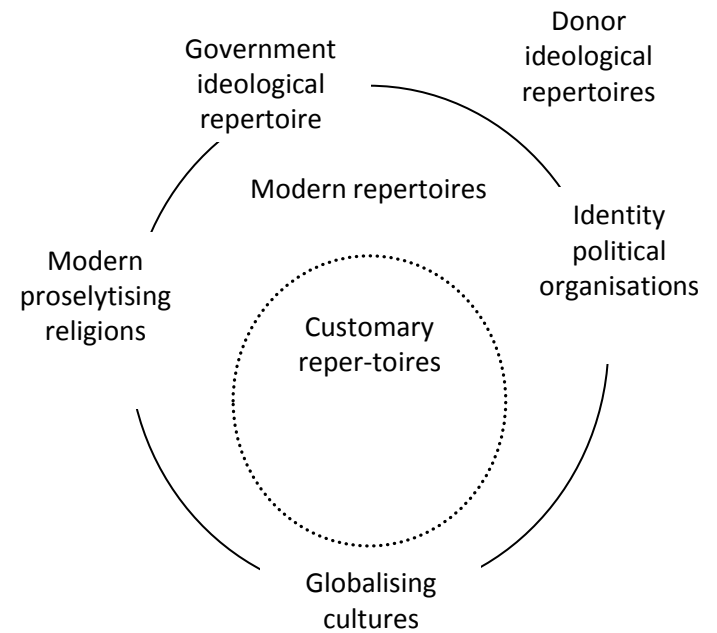 Donor
ideological
repertoires
Government
ideological
repertoire
Modern repertoires
Identity
political
organisations
Modern
proselytising
religions
Customary
reper-toires
Globalising
cultures